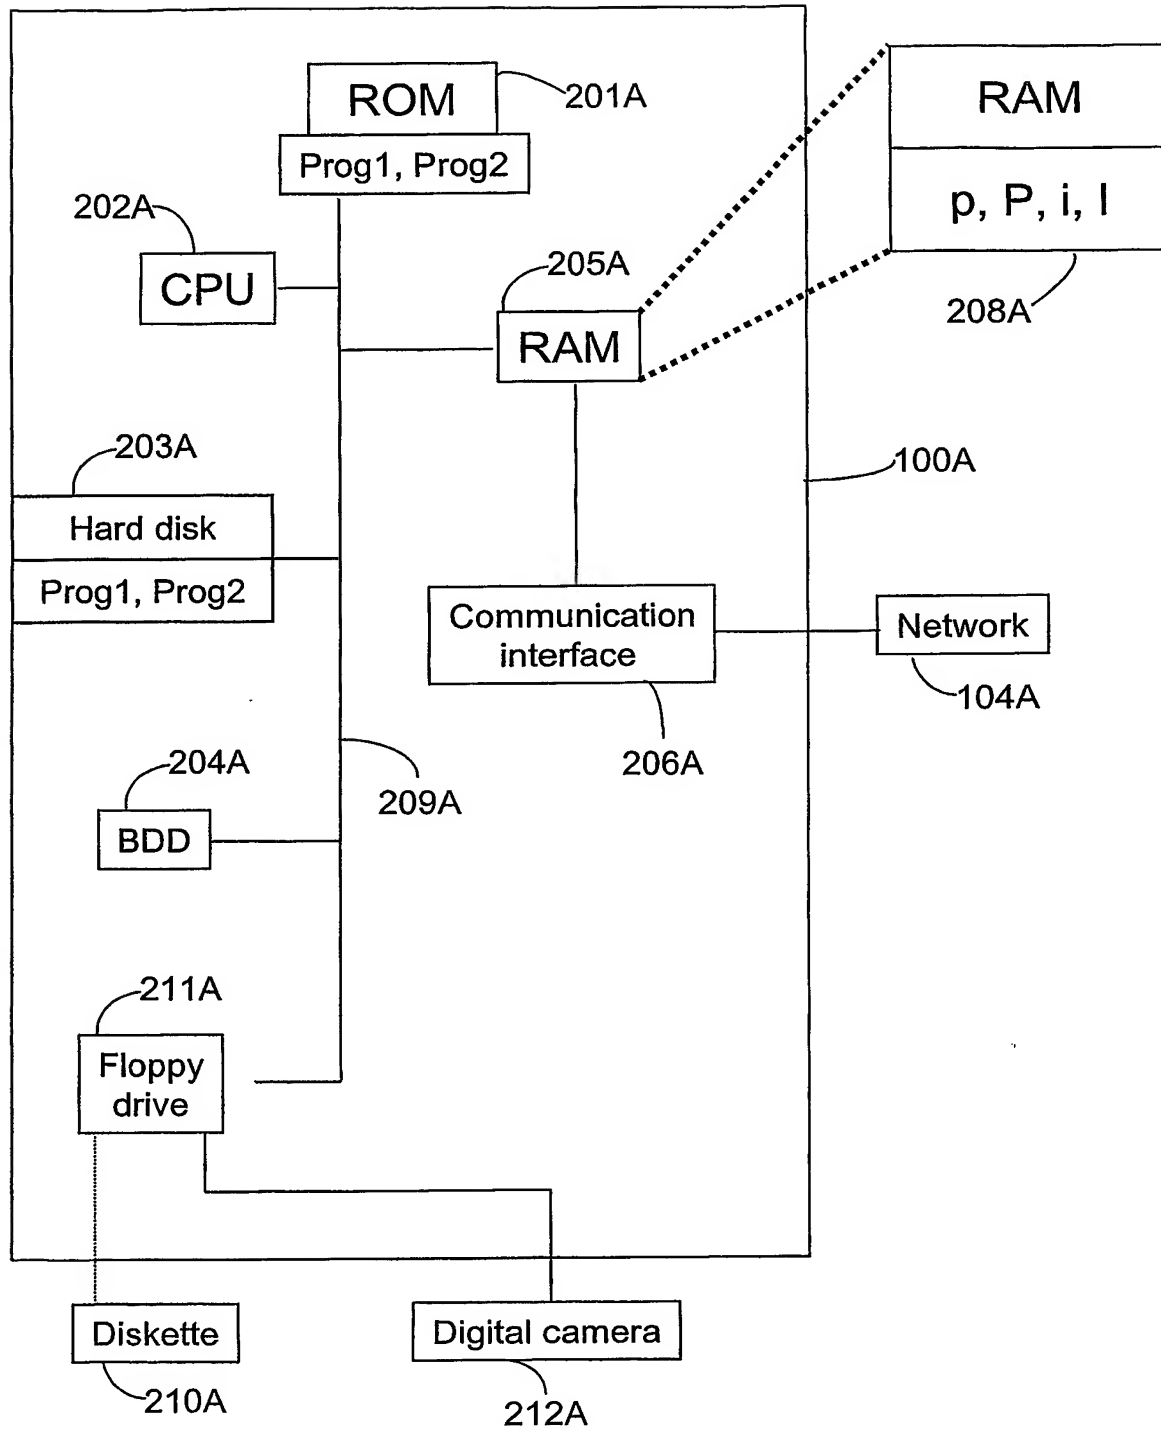 ROM
201A
RAM
Prog1, Prog2
p, P, i, I
202A
CPU
205A
208A
RAM
203A
100A
Hard disk
Prog1, Prog2
Communication
interface
Network
104A
206A
204A
209A
BDD
211A
Floppy
drive
Diskette
Digital camera
210A
212A